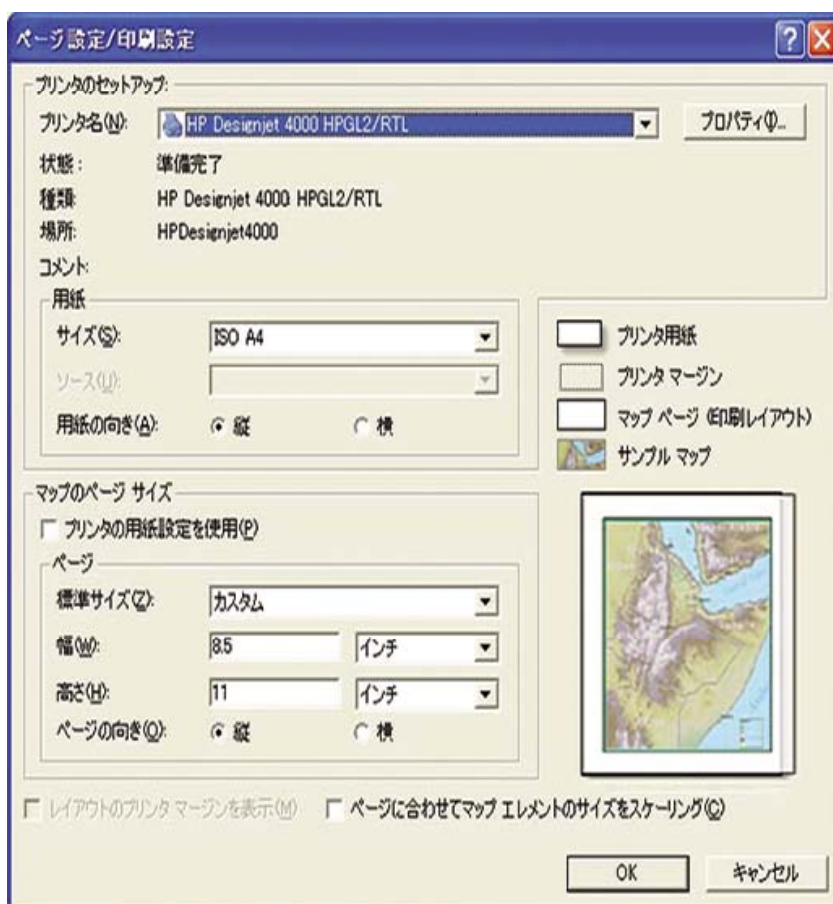 ページ設定/印刷設定
プリンタのセットアップ:
プリンタ名(N): HP Designjet 4000 HPGL2/RTL プロパティ(I)...
状態: 準備完了
種類: HP Designjet 4000 HPGL2/RTL
場所: HPDesignjet4000
コメント:
用紙
サイズ(S): ISO A4
ソース(U):
用紙の向き(A): 縦 横
プリンタ用紙
プリンタ マージン
マップ ページ (印刷レイアウト)
サンプル マップ
マップのページ サイズ
プリンタの用紙設定を使用(P)
ページ
標準サイズ(Z): カスタム
幅(W): 8.5 インチ
高さ(H): 11 インチ
ページの向き(O): 縦 横
レイアウトのプリンタ マージンを表示(M) ページに合わせてマップ エレメントのサイズをスケーリング(C)
OK キャンセル